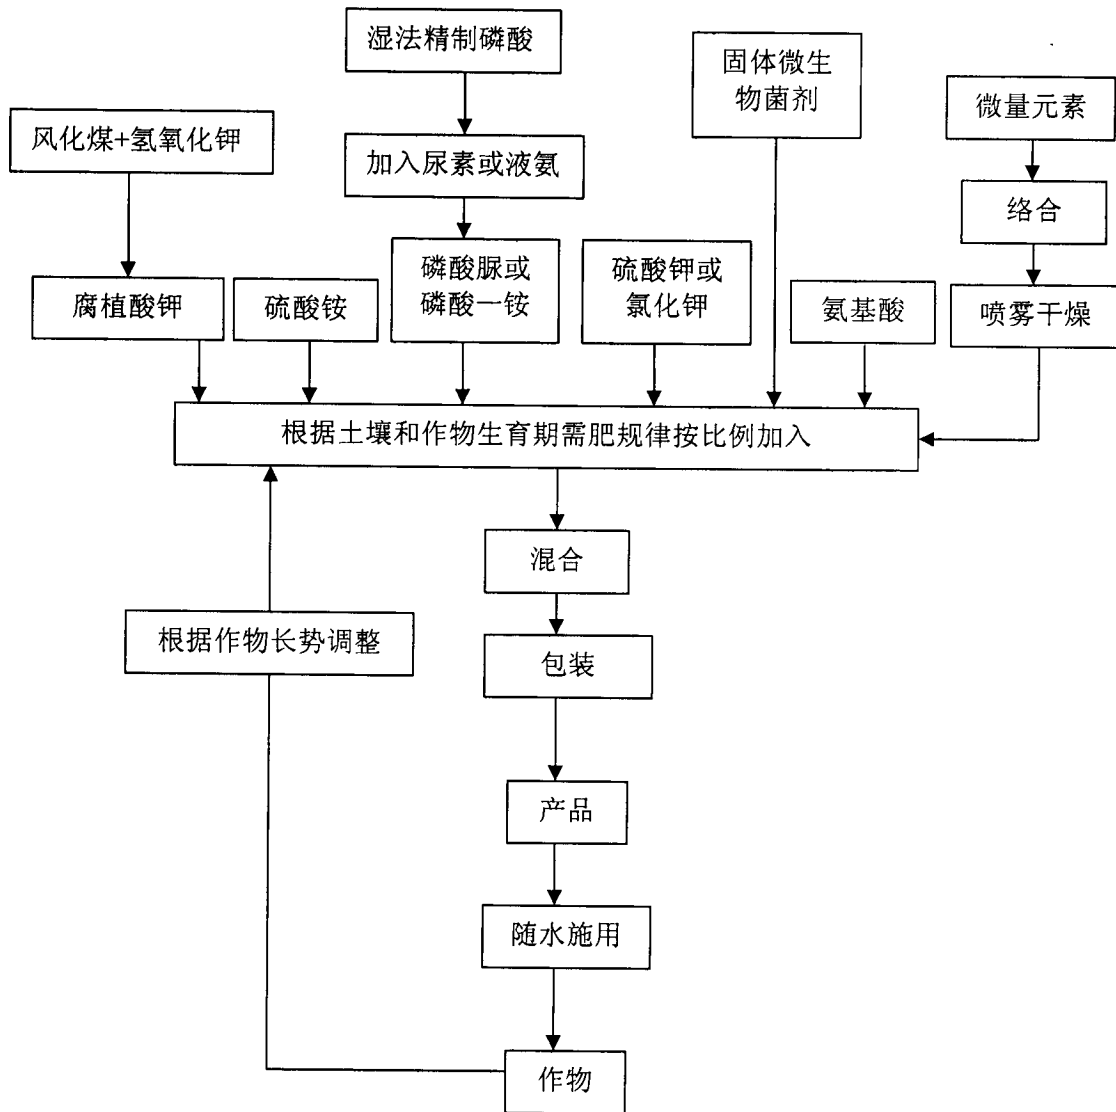 湿法精制磷酸
固体微生
物菌剂
微量元素
风化煤+氢氧化钾
加入尿素或液氨
络合
腐植酸钾
硫酸铵
磷酸脲或
磷酸一铵
硫酸钾或
氯化钾
氨基酸
喷雾干燥
根据土壤和作物生育期需肥规律按比例加入
混合
根据作物长势调整
包装
产品
随水施用
作物